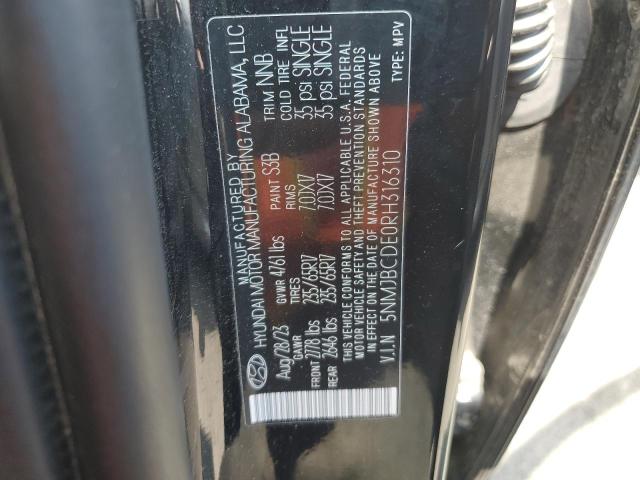 MANUFACTURED BY
HYUNDAI MOTOR MANUFACTURING ALABAMA, LLC
Aug/28/23 GVWR 4761lbs PAINT S3B TRIM NNB
GAWR TIRES RIMS COLD TIRE INFL
FRONT 2778 lbs 235/65R17 7.0JX17 35 psi SINGLE
REAR 2646 lbs 235/65R17 7.0JX17 35 psi SINGLE
THIS VEHICLE CONFORMS TO ALL APPLICABLE U.S.A. FEDERAL
MOTOR VEHICLE SAFETY AND THEFT PREVENTION STANDARDS
IN EFFECT ON THE DATE OF MANUFACTURE SHOWN ABOVE
V.I.N 5NMJBCDE0RH316310 TYPE: MPV